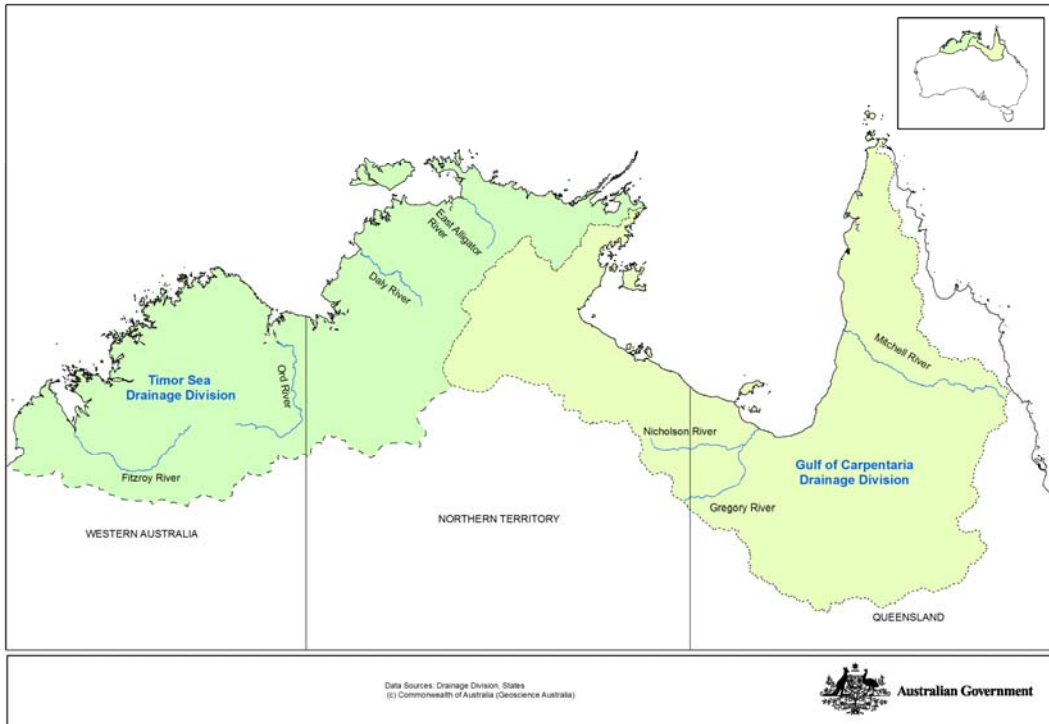 East Alligator
River
Daly River
Mitchell River
Timor Sea
Drainage Division
Ord River
Nicholson River
Gulf of Carpentaria
Drainage Division
Fitzroy River
Gregory River
WESTERN AUSTRALIA
NORTHERN TERRITORY
QUEENSLAND
Data Sources: Drainage Division, States
(c) Commonwealth of Australia (Geoscience Australia)
Australian Government